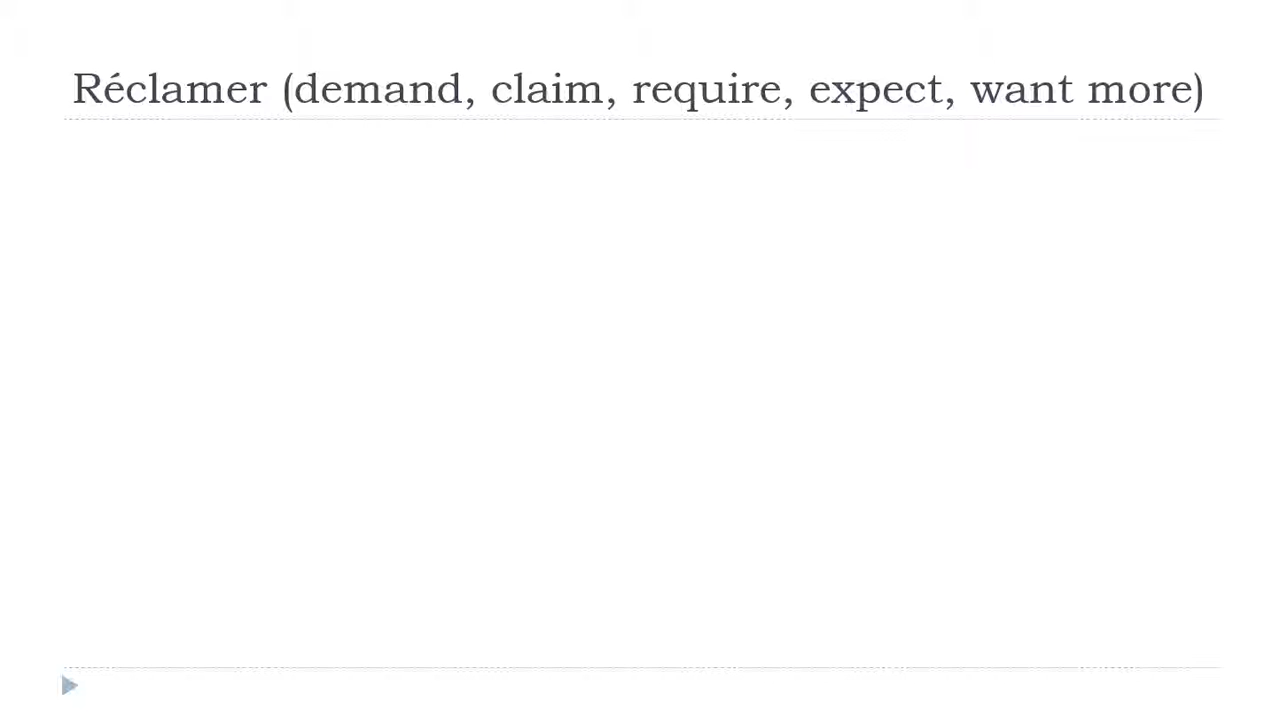 Réclamer (demand, claim, require, expect, want more)